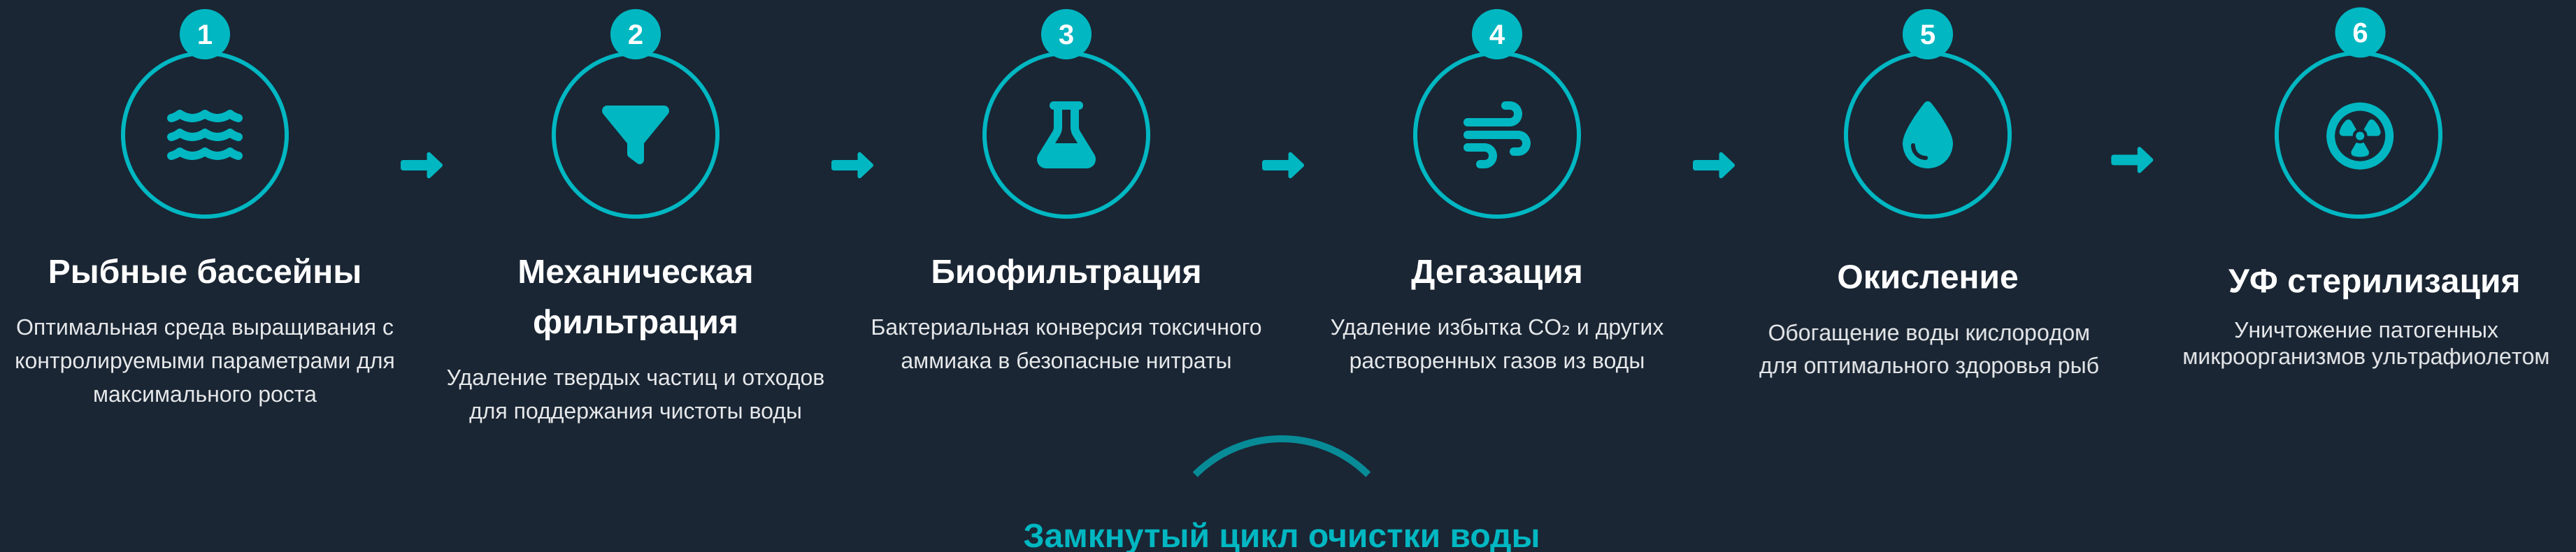 1
Рыбные бассейны
Оптимальная среда выращивания с
контролируемыми параметрами для
максимального роста
2
Механическая
фильтрация
Удаление твердых частиц и отходов
для поддержания чистоты воды
3
Биофильтрация
Бактериальная конверсия токсичного
аммиака в безопасные нитраты
4
Дегазация
Удаление избытка CO₂ и других
растворенных газов из воды
5
Окисление
Обогащение воды кислородом
для оптимального здоровья рыб
6
УФ стерилизация
Уничтожение патогенных
микроорганизмов ультрафиолетом
Замкнутый цикл очистки воды